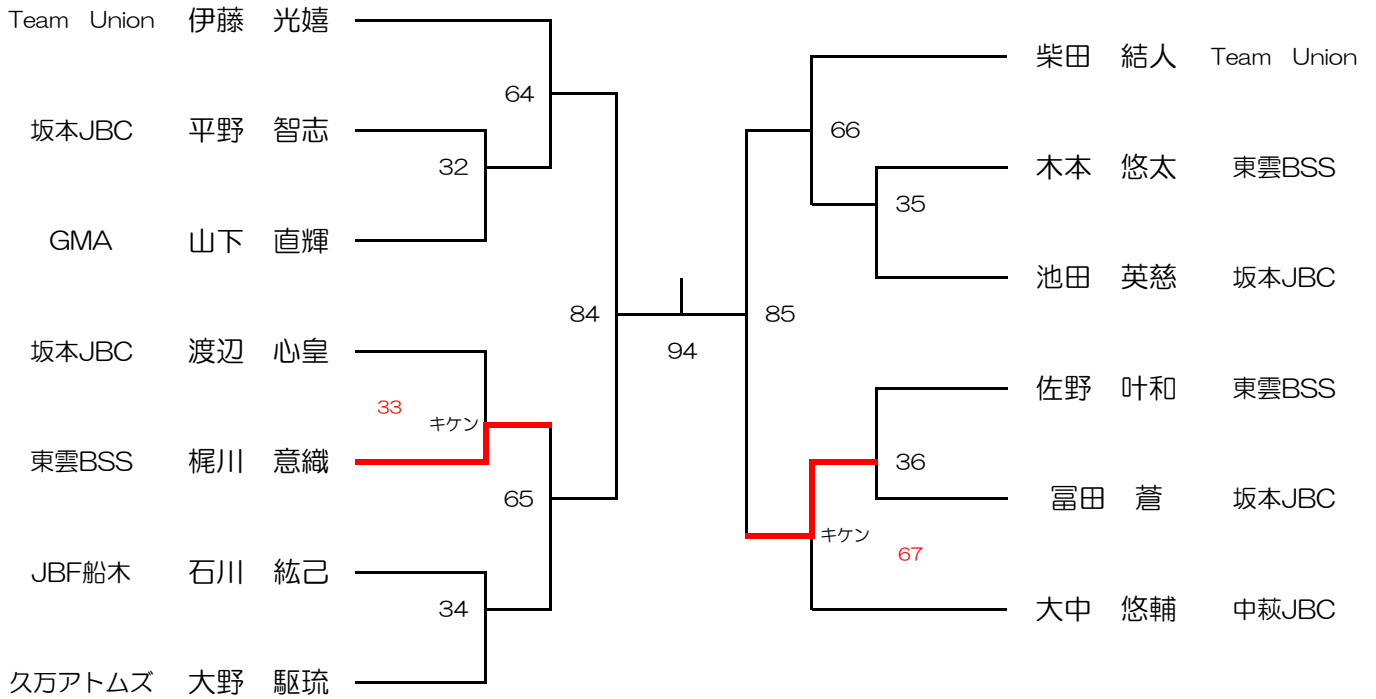 Team Union 伊藤 光嬉
64
坂本JBC 平野 智志
32
GMA 山下 直輝
84
坂本JBC 渡辺 心皇
33
キケン
東雲BSS 梶川 意織
65
JBF船木 石川 紘己
34
久万アトムズ 大野 駆琉
94
柴田 結人 Team Union
66
木本 悠太 東雲BSS
35
池田 英慈 坂本JBC
85
佐野 叶和 東雲BSS
36
冨田 蒼 坂本JBC
キケン
67
大中 悠輔 中萩JBC